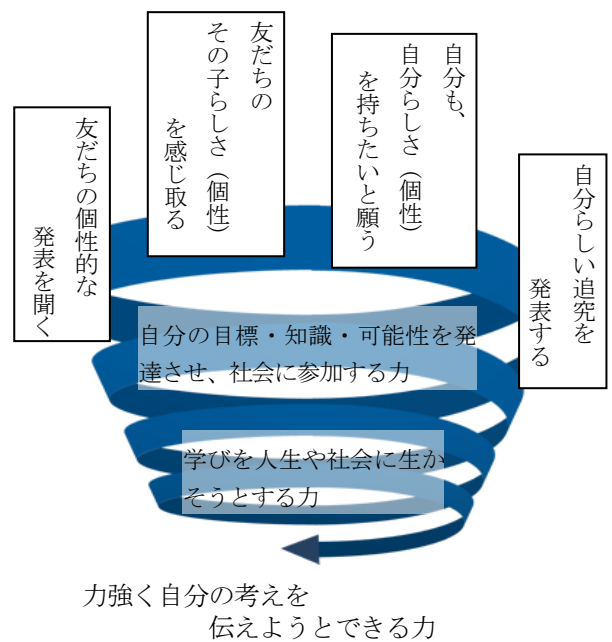 友だちの個性的な
発表を聞く
友だちの
その子らしさ（個性）
を感じ取る
自分も、
自分らしさ（個性）
を持ちたいと願う
自分らしい追究を
発表する
自分の目標・知識・可能性を発
達させ、社会に参加する力
学びを人生や社会に生か
そうとする力
力強く自分の考えを
伝えようとできる力